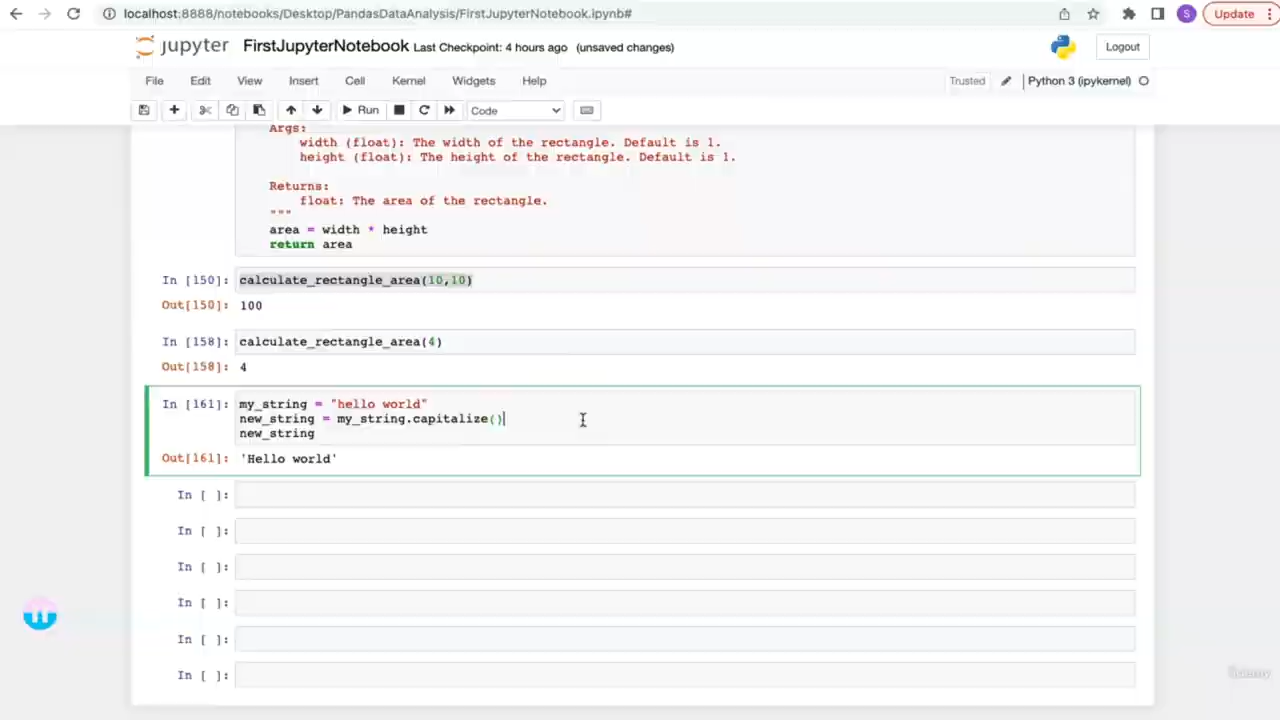 localhost:8888/notebooks/Desktop/PandasDataAnalysis/FirstJupyterNotebook.ipynb#
S
Update
jupyter FirstJupyterNotebook Last Checkpoint: 4 hours ago (unsaved changes)
Logout
File Edit View Insert Cell Kernel Widgets Help
Trusted
Python 3 (ipykernel)
Run
Code
Args:
width (float): The width of the rectangle. Default is 1.
height (float): The height of the rectangle. Default is 1.
Returns:
float: The area of the rectangle.
"""
area = width * height
return area
In [150]: calculate_rectangle_area(10,10)
Out[150]: 100
In [158]: calculate_rectangle_area(4)
Out[158]: 4
In [161]: my_string = "hello world"
new_string = my_string.capitalize()
new_string
Out[161]: 'Hello world'
In [ ]:
In [ ]:
In [ ]:
In [ ]:
In [ ]:
In [ ]: